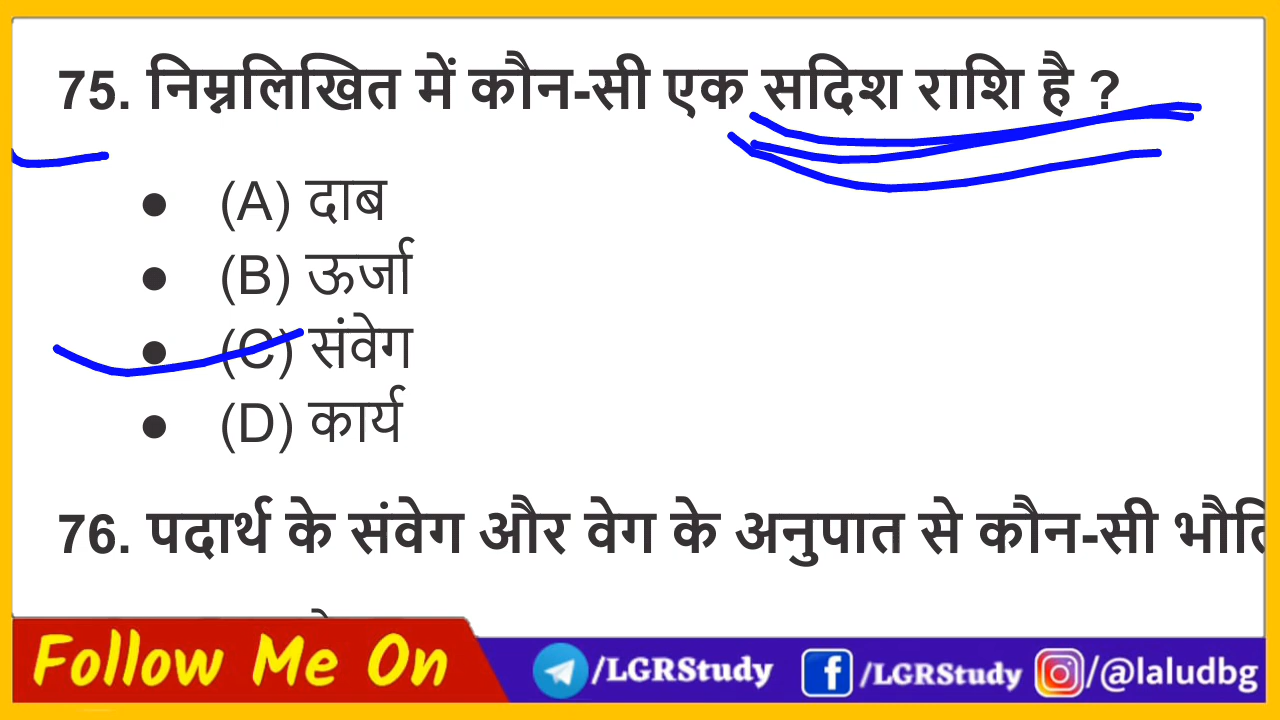 75. निम्नलिखित में कौन-सी एक सदिश राशि है ?
● (A) दाब
● (B) ऊर्जा
● (C) संवेग
● (D) कार्य
76. पदार्थ के संवेग और वेग के अनुपात से कौन-सी
Follow Me On /LGRStudy /LGRStudy /@laludbg